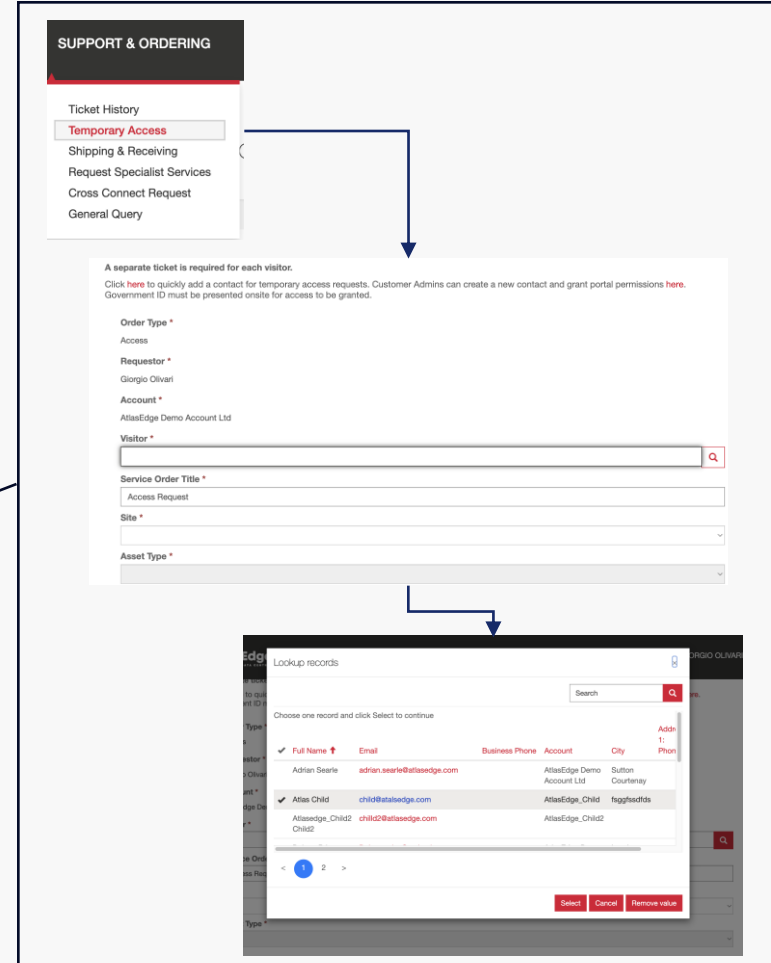 SUPPORT & ORDERING
Ticket History
Temporary Access
Shipping & Receiving
Request Specialist Services
Cross Connect Request
General Query
A separate ticket is required for each visitor.
Click here to quickly add a contact for temporary access requests. Customer Admins can create a new contact and grant portal permissions here.
Government ID must be presented onsite for access to be granted.
Order Type *
Access
Requestor *
Giorgio Olivari
Account *
AtlasEdge Demo Account Ltd
Visitor *
Service Order Title *
Access Request
Site *
Asset Type *
Lookup records
Search
Choose one record and click Select to continue
Full Name Email Business Phone Account City Addre 1: Phon
Adrian Searle adrian.searle@atlasedge.com AtlasEdge Demo Account Ltd Sutton Courtenay
Atlas Child child@atalsedge.com AtlasEdge_Child fsggfssdfds
Atlasedge_Child2 Child2 chilld2@atlasedge.com AtlasEdge_Child2
< 1 2 >
Select Cancel Remove value